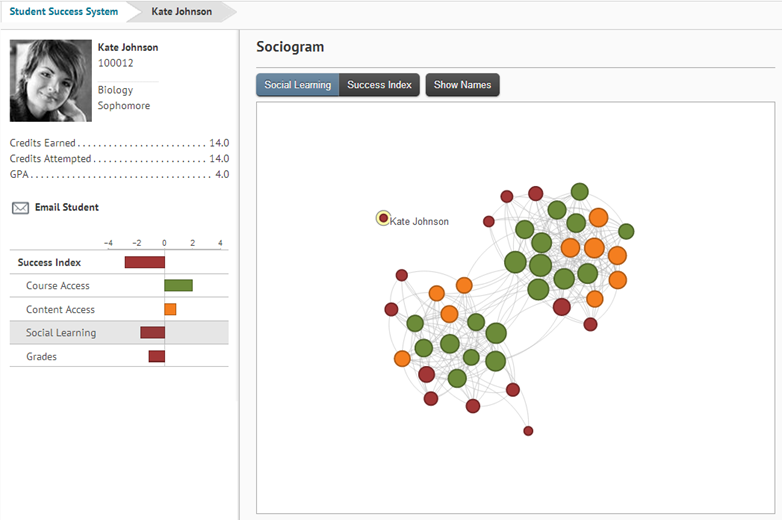 Student Success System
Kate Johnson
Kate Johnson
100012
Biology
Sophomore
Credits Earned . . . . . . . . . . . . . . . . . . . . . . . 14.0
Credits Attempted . . . . . . . . . . . . . . . . . . . . 14.0
GPA . . . . . . . . . . . . . . . . . . . . . . . . . . . . . . . . 4.0
Email Student
−4 −2 0 2 4
Success Index
Course Access
Content Access
Social Learning
Grades
Sociogram
Social Learning Success Index Show Names
Kate Johnson